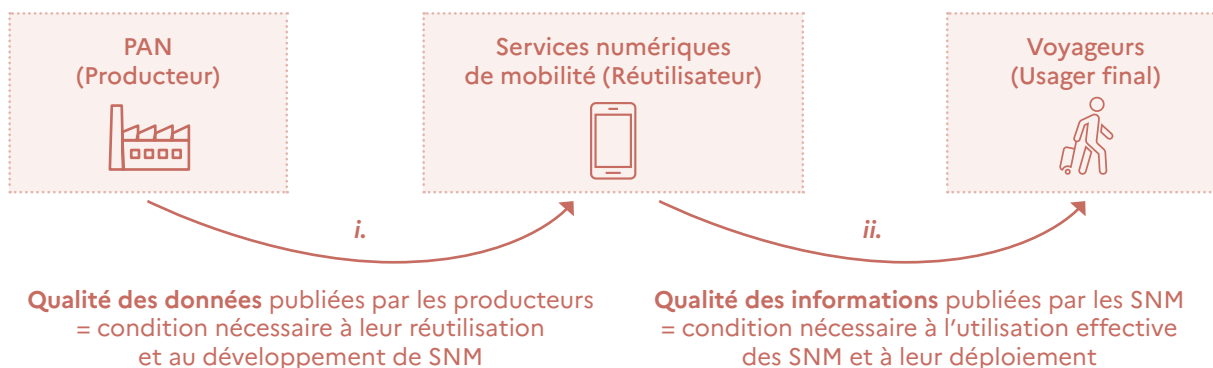 PAN
(Producteur)
Services numériques
de mobilité (Réutilisateur)
Voyageurs
(Usager final)
i.
ii.
Qualité des données publiées par les producteurs
= condition nécessaire à leur réutilisation
et au développement de SNM
Qualité des informations publiées par les SNM
= condition nécessaire à l’utilisation effective
des SNM et à leur déploiement